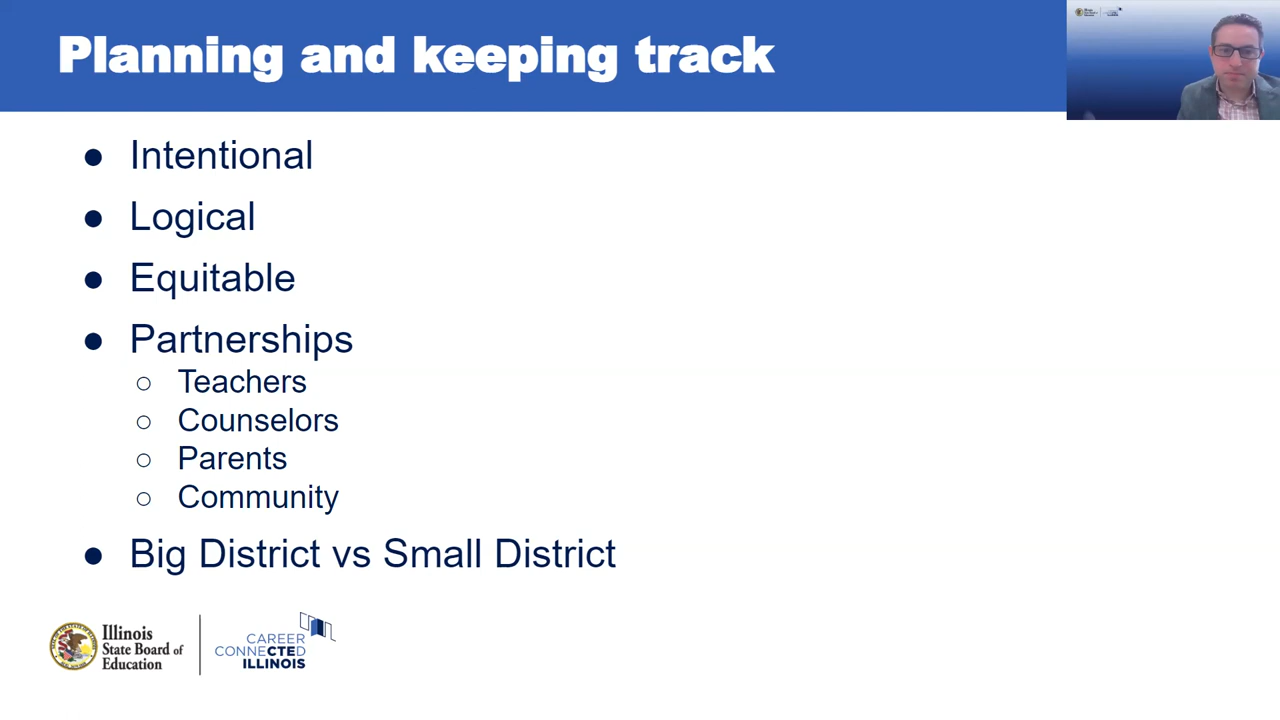 Planning and keeping track
● Intentional
● Logical
● Equitable
● Partnerships
○ Teachers
○ Counselors
○ Parents
○ Community
● Big District vs Small District
Illinois
State Board of
Education
CAREER
CONNECTED
ILLINOIS